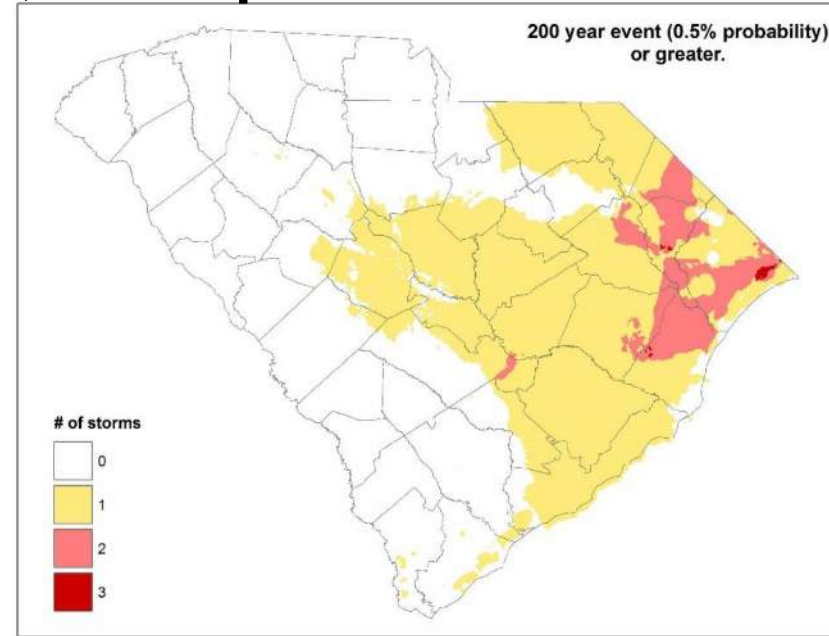 200 year event (0.5% probability)
or greater.
# of storms
0
1
2
3